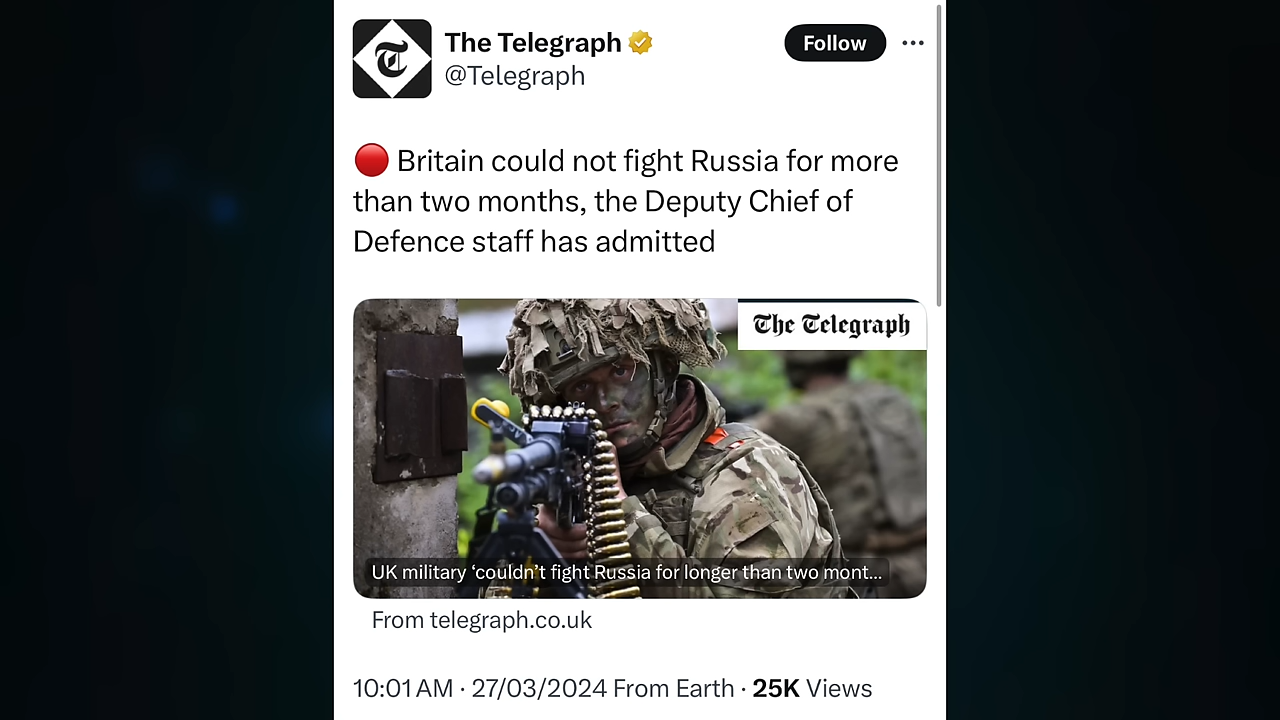 The Telegraph
@Telegraph
Follow
🔴 Britain could not fight Russia for more
than two months, the Deputy Chief of
Defence staff has admitted
The Telegraph
UK military ‘couldn’t fight Russia for longer than two mont...
From telegraph.co.uk
10:01 AM · 27/03/2024 From Earth · 25K Views